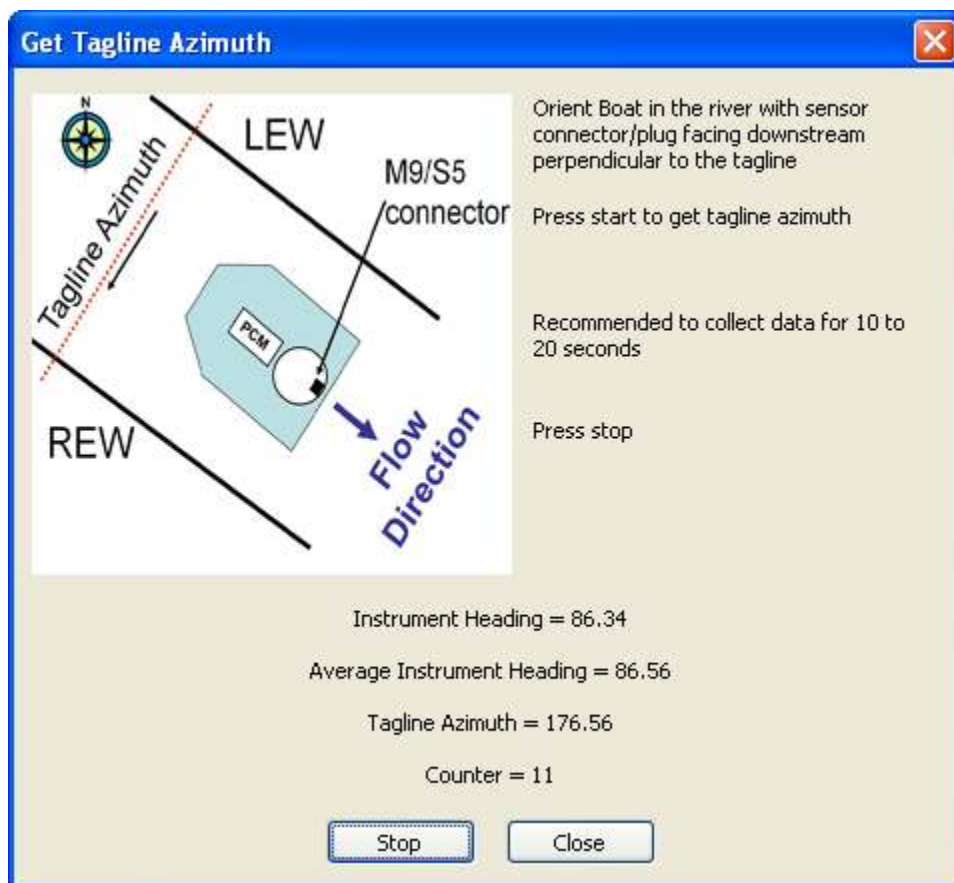 Get Tagline Azimuth
N
LEW
M9/S5
connector
Tagline Azimuth
PCM
REW
Flow
Direction
Orient Boat in the river with sensor
connector/plug facing downstream
perpendicular to the tagline
Press start to get tagline azimuth
Recommended to collect data for 10 to
20 seconds
Press stop
Instrument Heading = 86.34
Average Instrument Heading = 86.56
Tagline Azimuth = 176.56
Counter = 11
Stop
Close